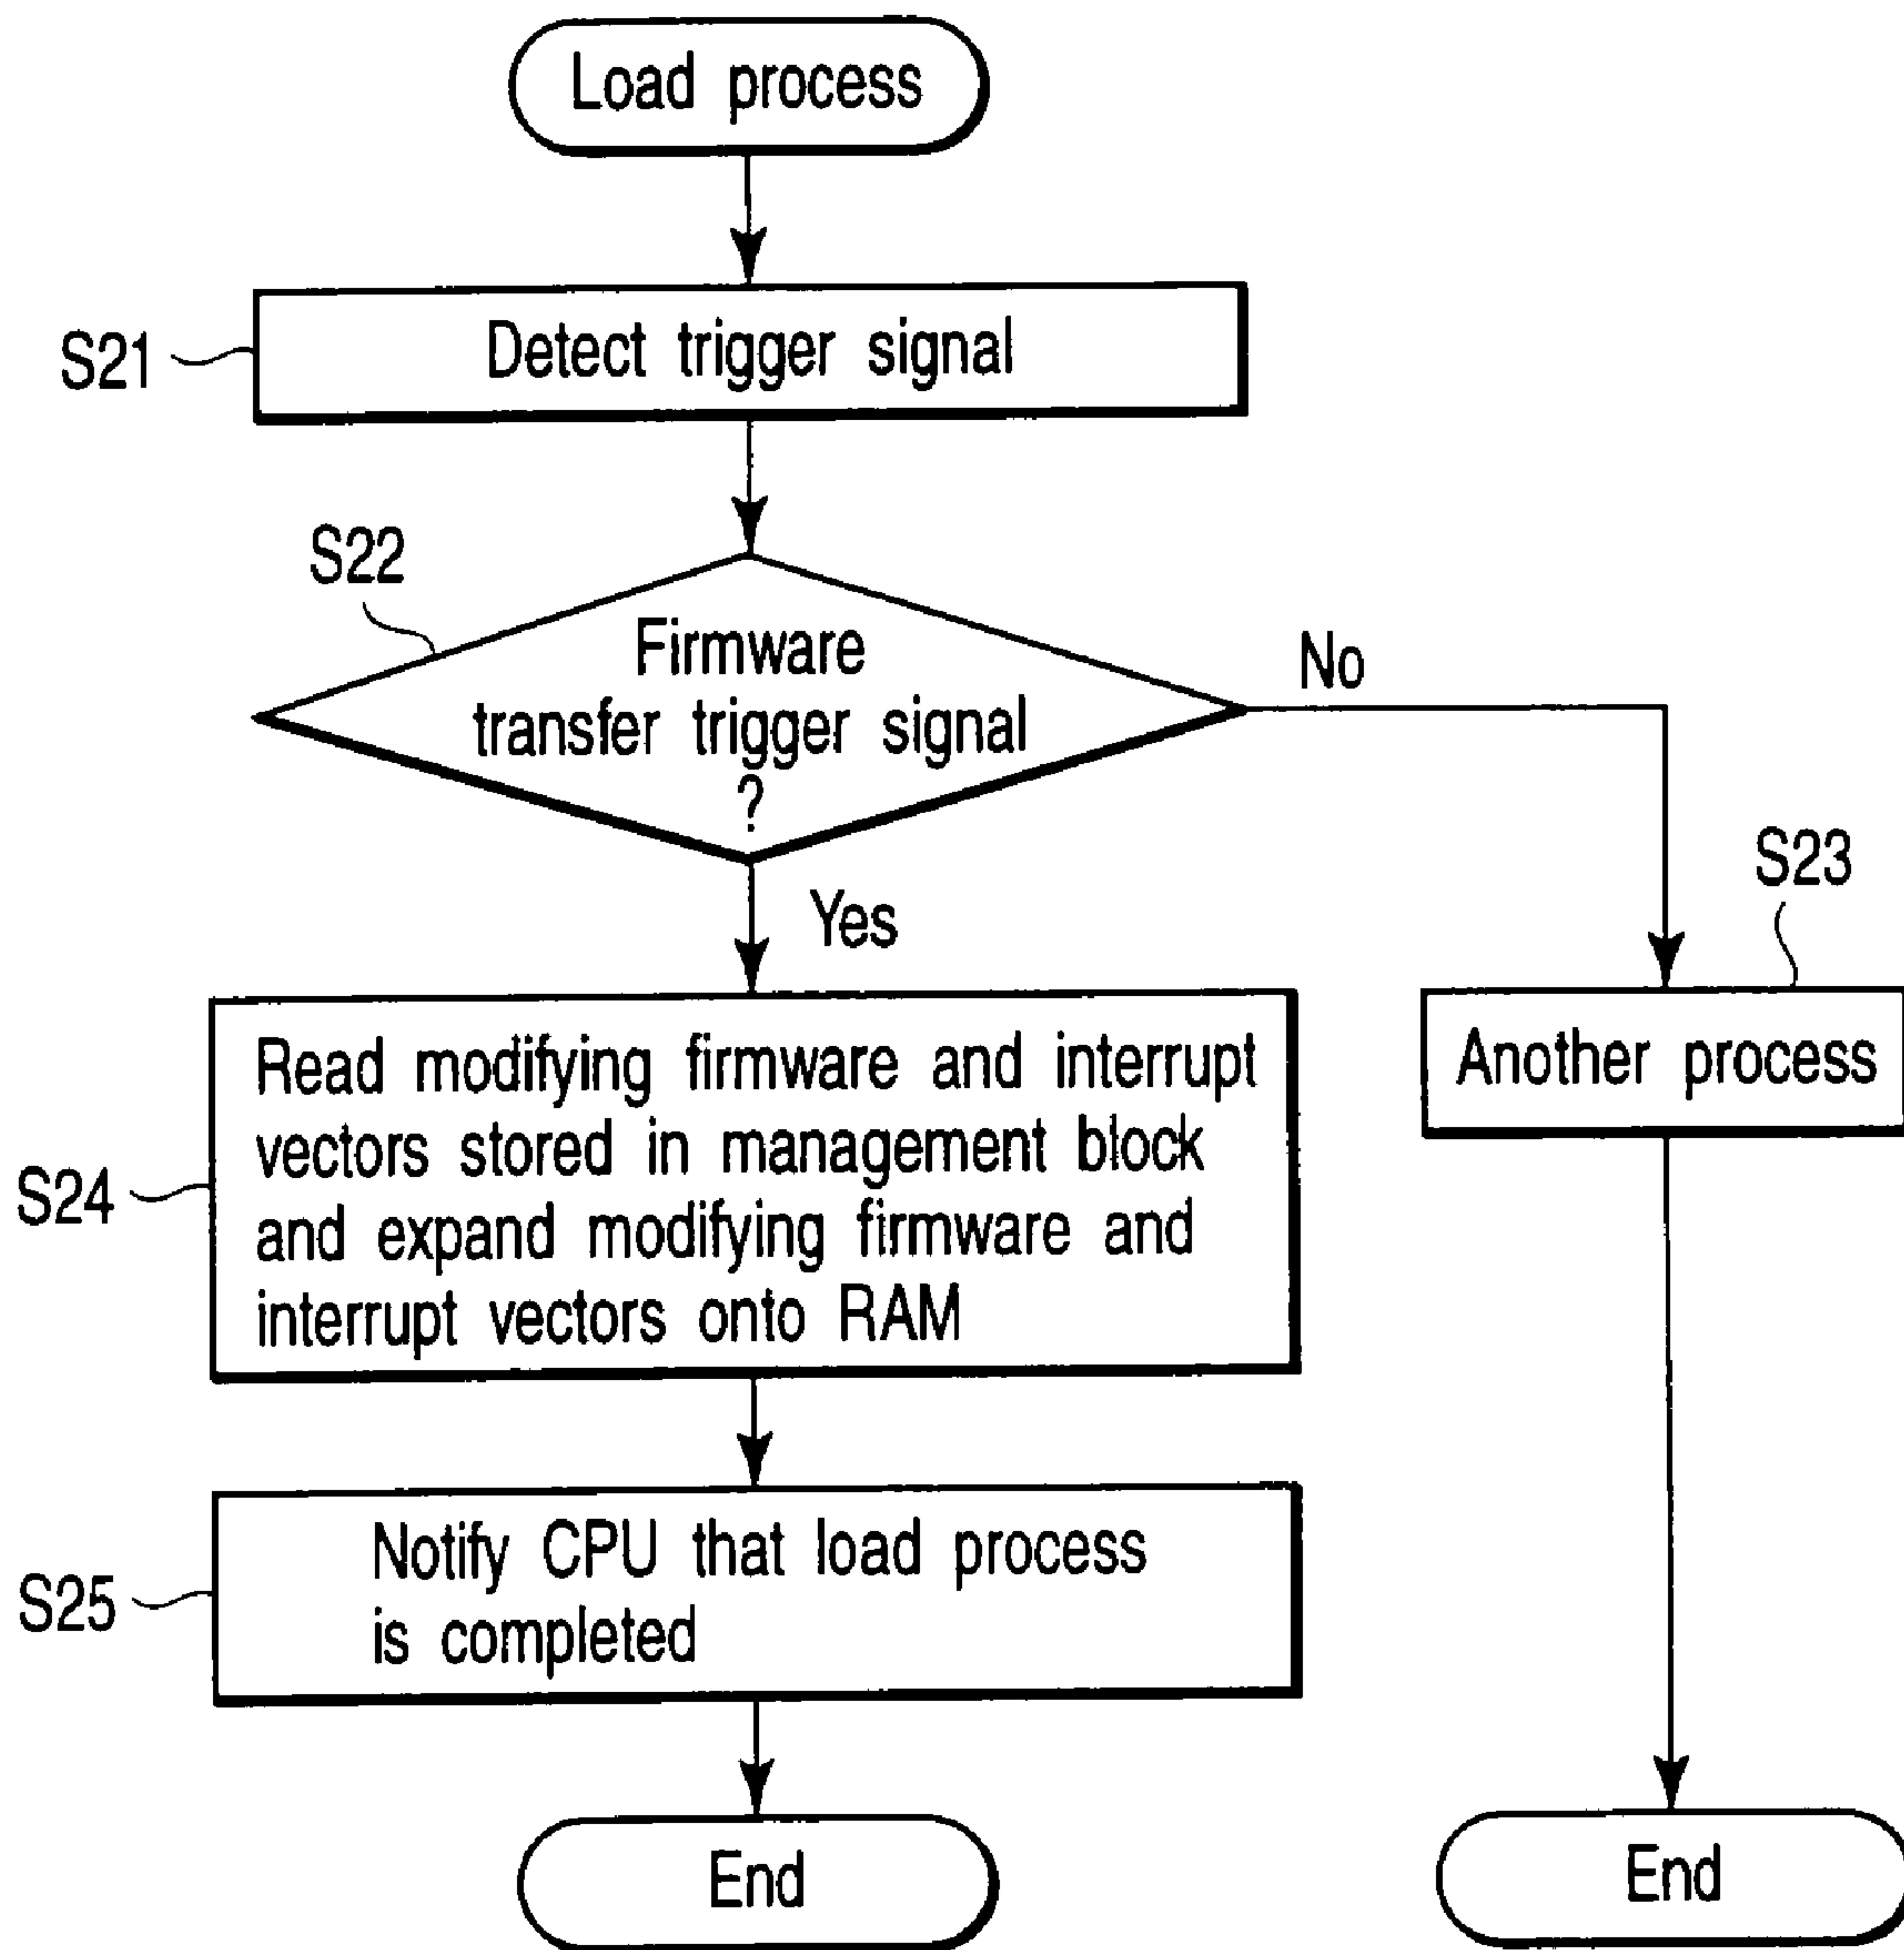 Load process
S21
Detect trigger signal
S22
Firmware
transfer trigger signal
?
No
Yes
S23
Another process
S24
Read modifying firmware and interrupt
vectors stored in management block
and expand modifying firmware and
interrupt vectors onto RAM
S25
Notify CPU that load process
is completed
End
End